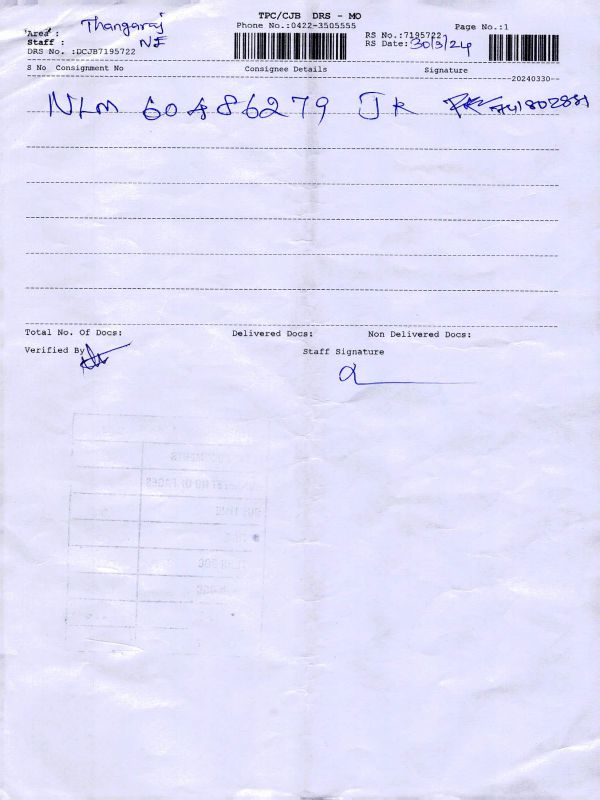 TPC/CJB DRS - MO
Phone No.:0422-3505555
Page No.:1
Area : Thangaraj
Staff : NI
DRS No. :DCJB7195722
RS No.:7195722
RS Date: 30/3/24
S No Consignment No Consignee Details Signature
20240330
NLM 60486279 JR
Total No. Of Docs: Delivered Docs: Non Delivered Docs:
Verified By Staff Signature